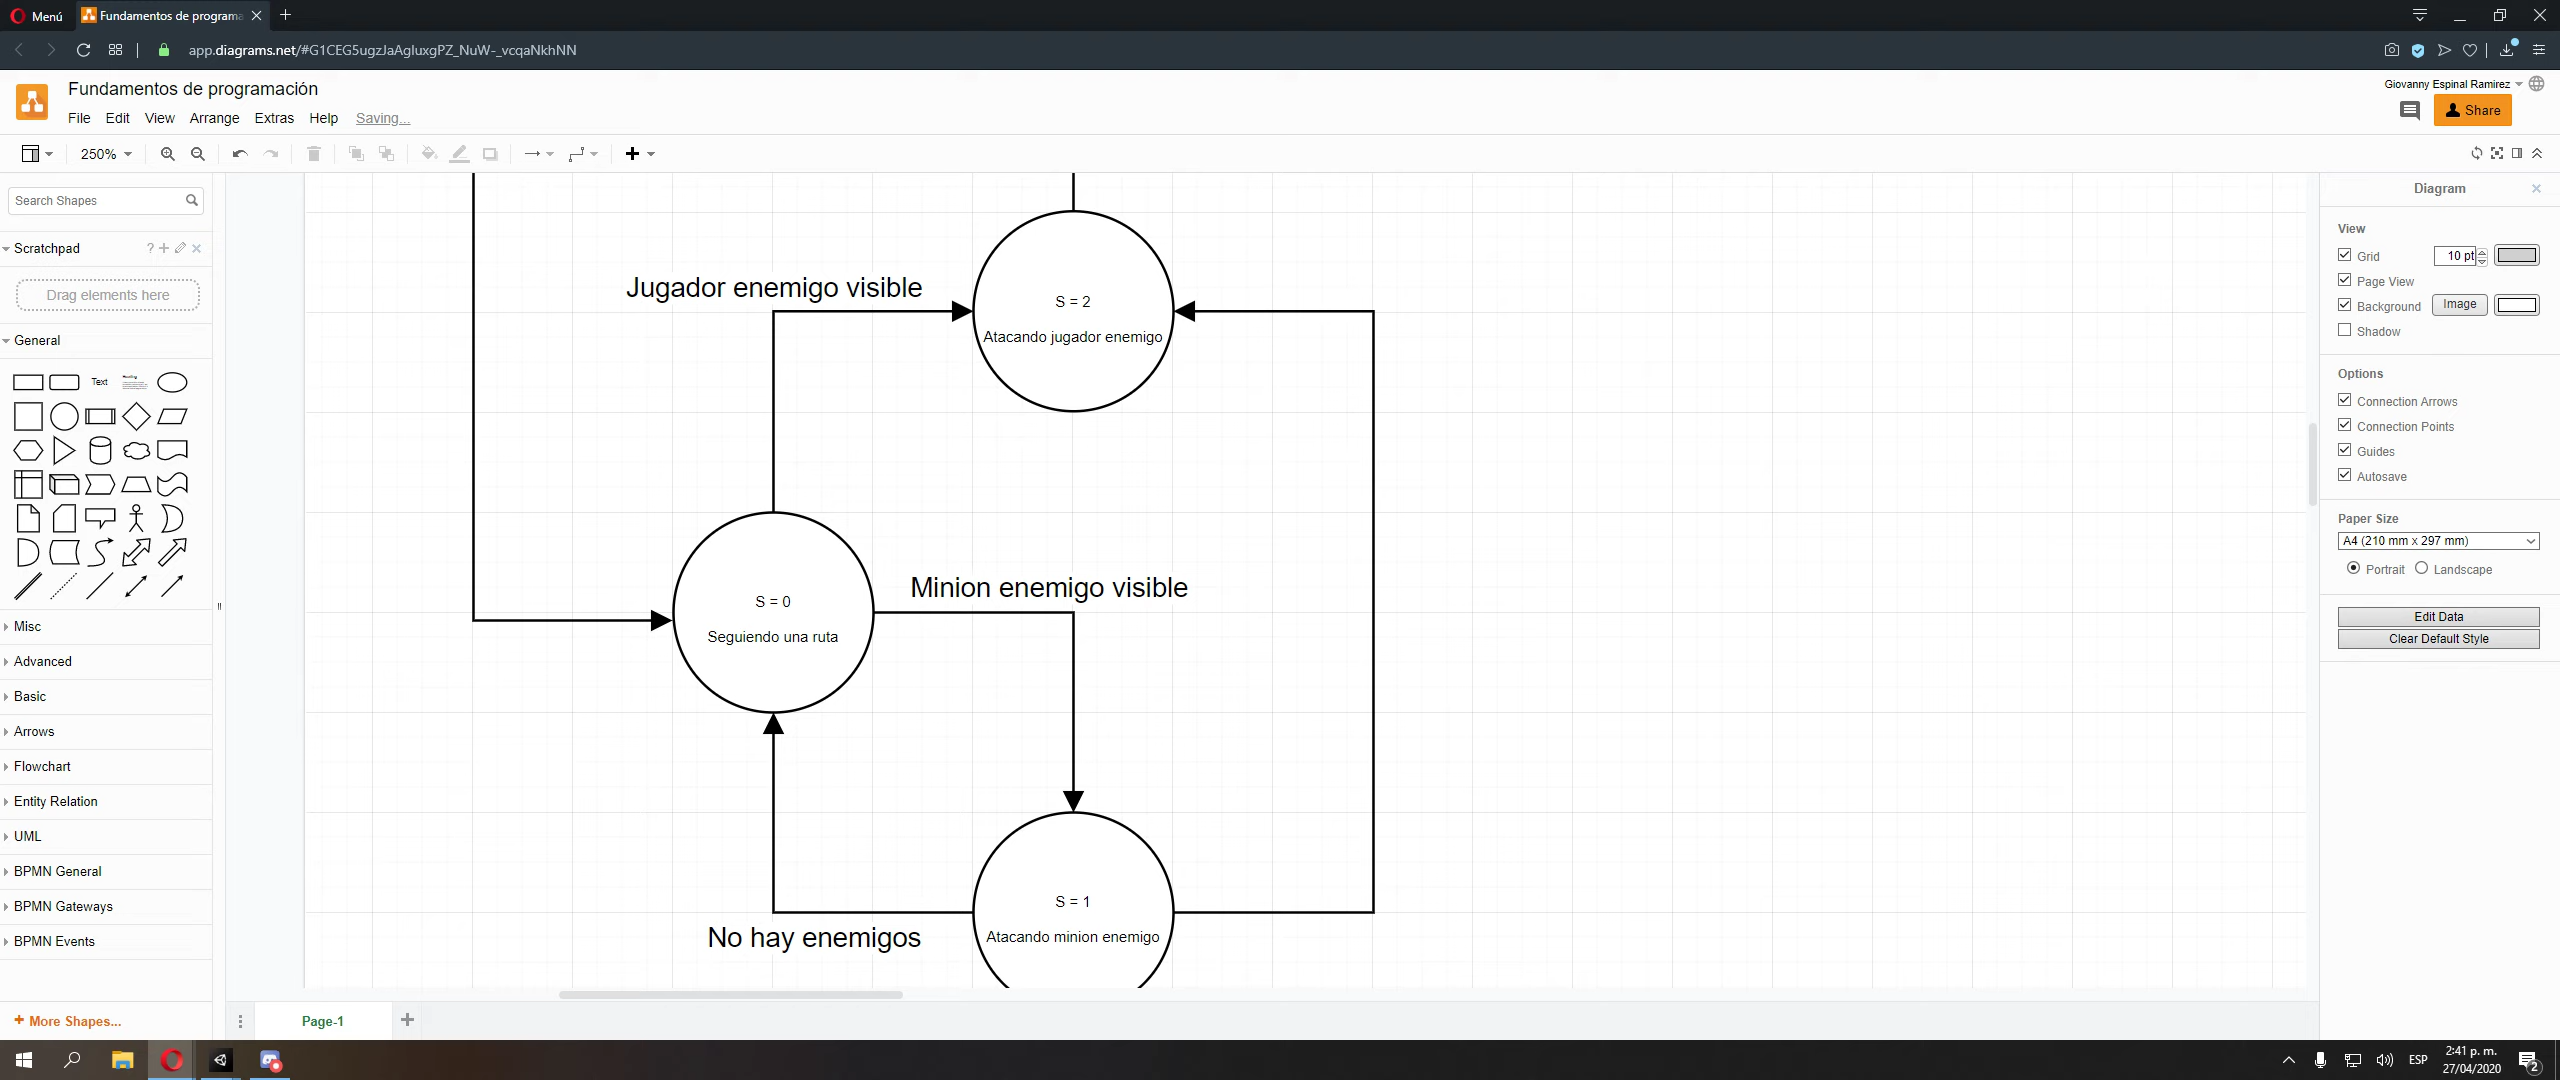 Menú
Fundamentos de programa
app.diagrams.net/#G1CEG5ugzJaAgluxgPZ_NuW-_vcqaNkhNN
Fundamentos de programación
Giovanny Espinal Ramirez
File Edit View Arrange Extras Help Saving...
Share
250%
Search Shapes
Scratchpad
?
Drag elements here
General
Text
Heading
Misc
Advanced
Basic
Arrows
Flowchart
Entity Relation
UML
BPMN General
BPMN Gateways
BPMN Events
More Shapes...
Jugador enemigo visible
S = 2
Atacando jugador enemigo
Minion enemigo visible
S = 0
Seguiendo una ruta
S = 1
Atacando minion enemigo
No hay enemigos
Page-1
Diagram
View
Grid 10 pt
Page View
Background Image
Shadow
Options
Connection Arrows
Connection Points
Guides
Autosave
Paper Size
A4 (210 mm x 297 mm)
Portrait Landscape
Edit Data
Clear Default Style
ESP
2:41 p. m.
27/04/2020
2